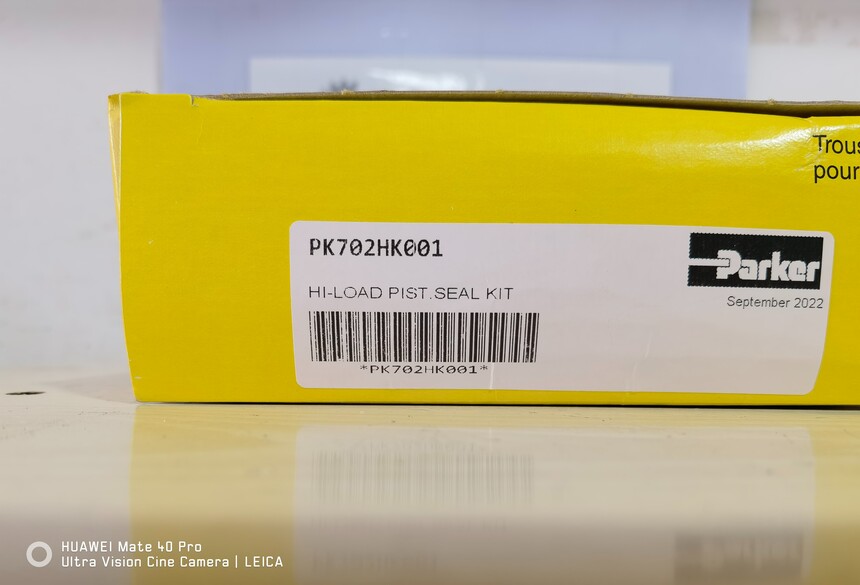 Trous
pour
PK702HK001
Parker
September 2022
HI-LOAD PIST.SEAL KIT
*PK702HK001*
HUAWEI Mate 40 Pro
Ultra Vision Cine Camera | LEICA